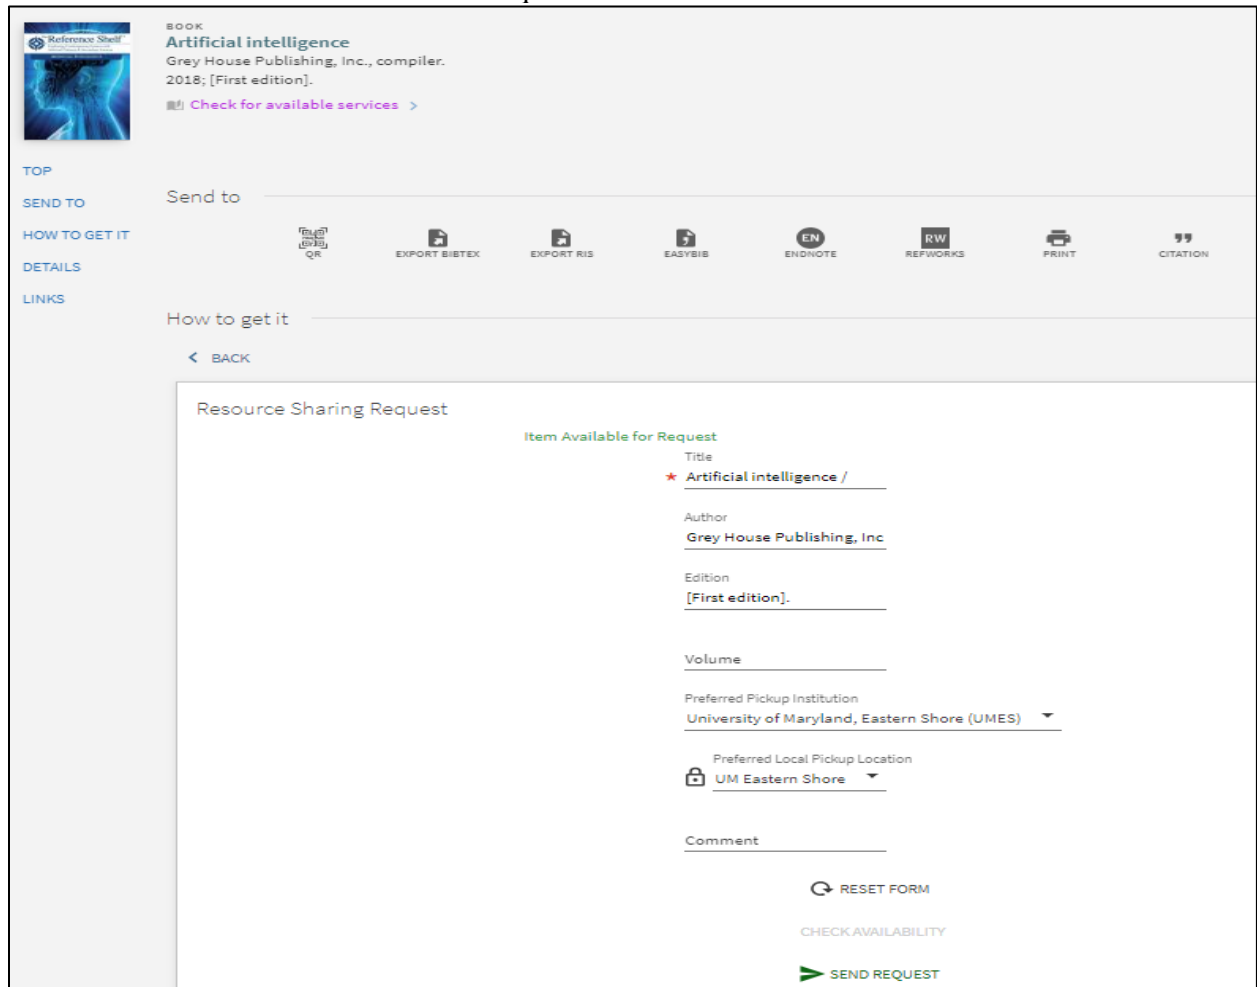 Reference Shelf
BOOK
Artificial intelligence
Grey House Publishing, Inc., compiler.
2018; [First edition].
Check for available services >
TOP
SEND TO
HOW TO GET IT
DETAILS
LINKS
Send to
QR
EXPORT BIBTEX
EXPORT RIS
EASYBIB
EN
ENDNOTE
RW
REFWORKS
PRINT
CITATION
How to get it
BACK
Resource Sharing Request
Item Available for Request
Title
* Artificial intelligence /
Author
Grey House Publishing, Inc
Edition
[First edition].
Volume
Preferred Pickup Institution
University of Maryland, Eastern Shore (UMES)
Preferred Local Pickup Location
UM Eastern Shore
Comment
RESET FORM
CHECK AVAILABILITY
SEND REQUEST